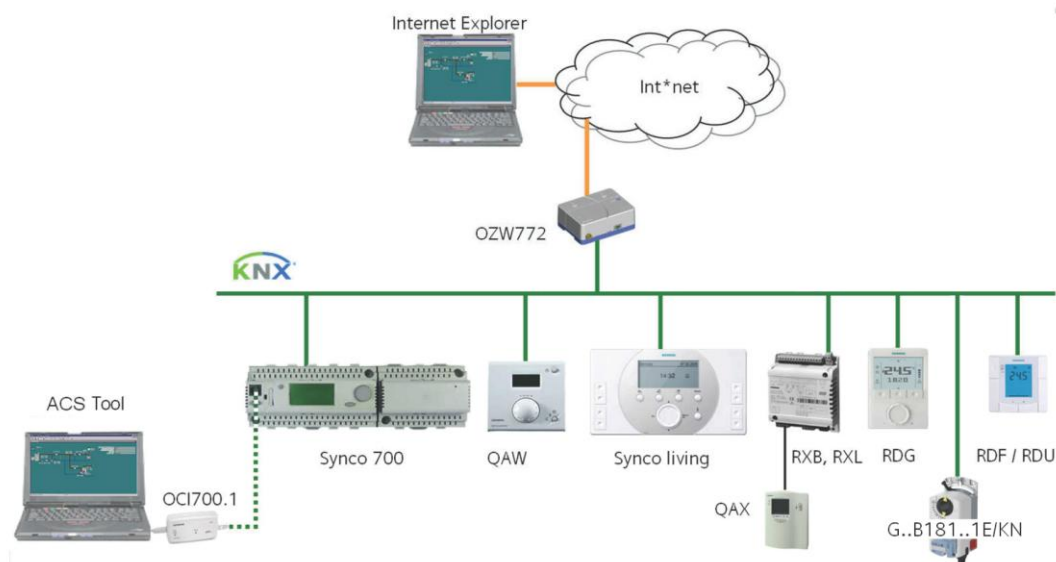 Internet Explorer
Int*net
OZW772
KNX
ACS Tool
OCI700.1
Synco 700
QAW
Synco living
RXB, RXL
RDG
RDF / RDU
QAX
G..B181..1E/KN